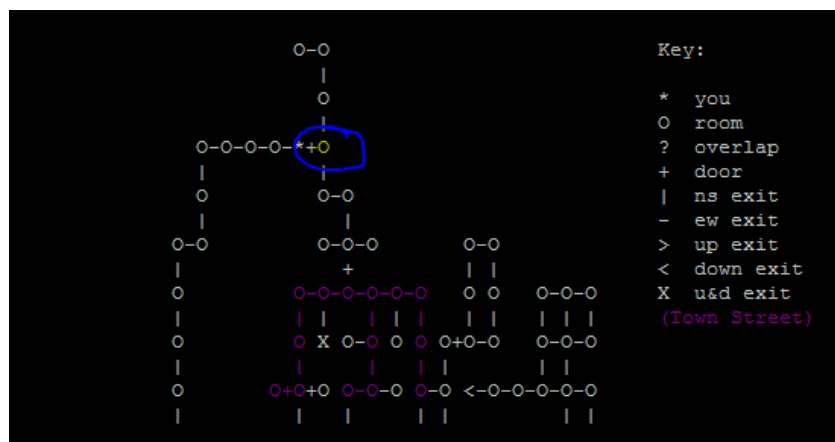 O-O
|
O
|
O-O-O-O-*+O
|         |
O         O-O
|           |
O-O       O-O-O       O-O
|           +         | |
O         O-O-O-O-O-O   O O   O-O-O
|         | |   | | |   | |   | | |
O         O X O-O O O O+O-O   O-O-O
|         |   |   | | |       | |
O       O+O+O O-O-O O-O <-O-O-O-O-O
|         |   |     | |       | |
Key:
* you
O room
? overlap
+ door
| ns exit
- ew exit
> up exit
< down exit
X u&d exit
(Town Street)